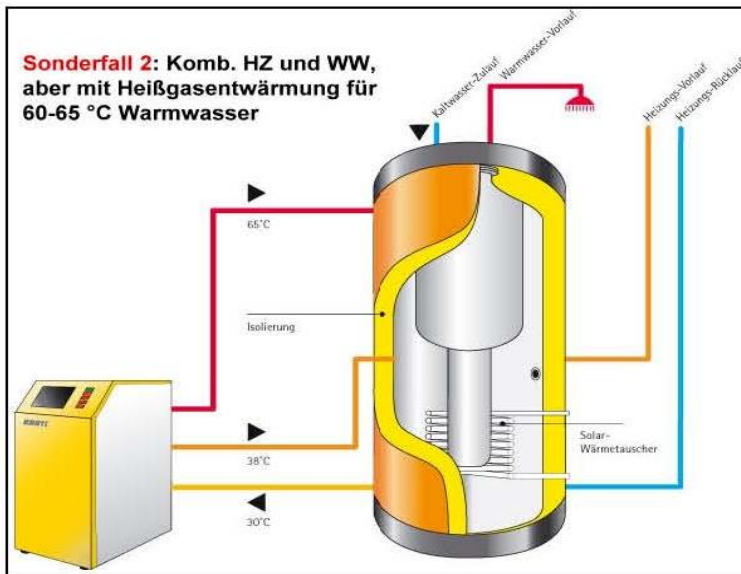 Sonderfall 2: Komb. HZ und WW,
aber mit Heißgasentwärmung für
60-65 °C Warmwasser
Kaltwasser-Zulauf
Warmwasser-Vorlauf
Heizungs-Vorlauf
Heizungs-Rücklauf
65°C
Isolierung
38°C
Solar-
Wärmetauscher
30°C